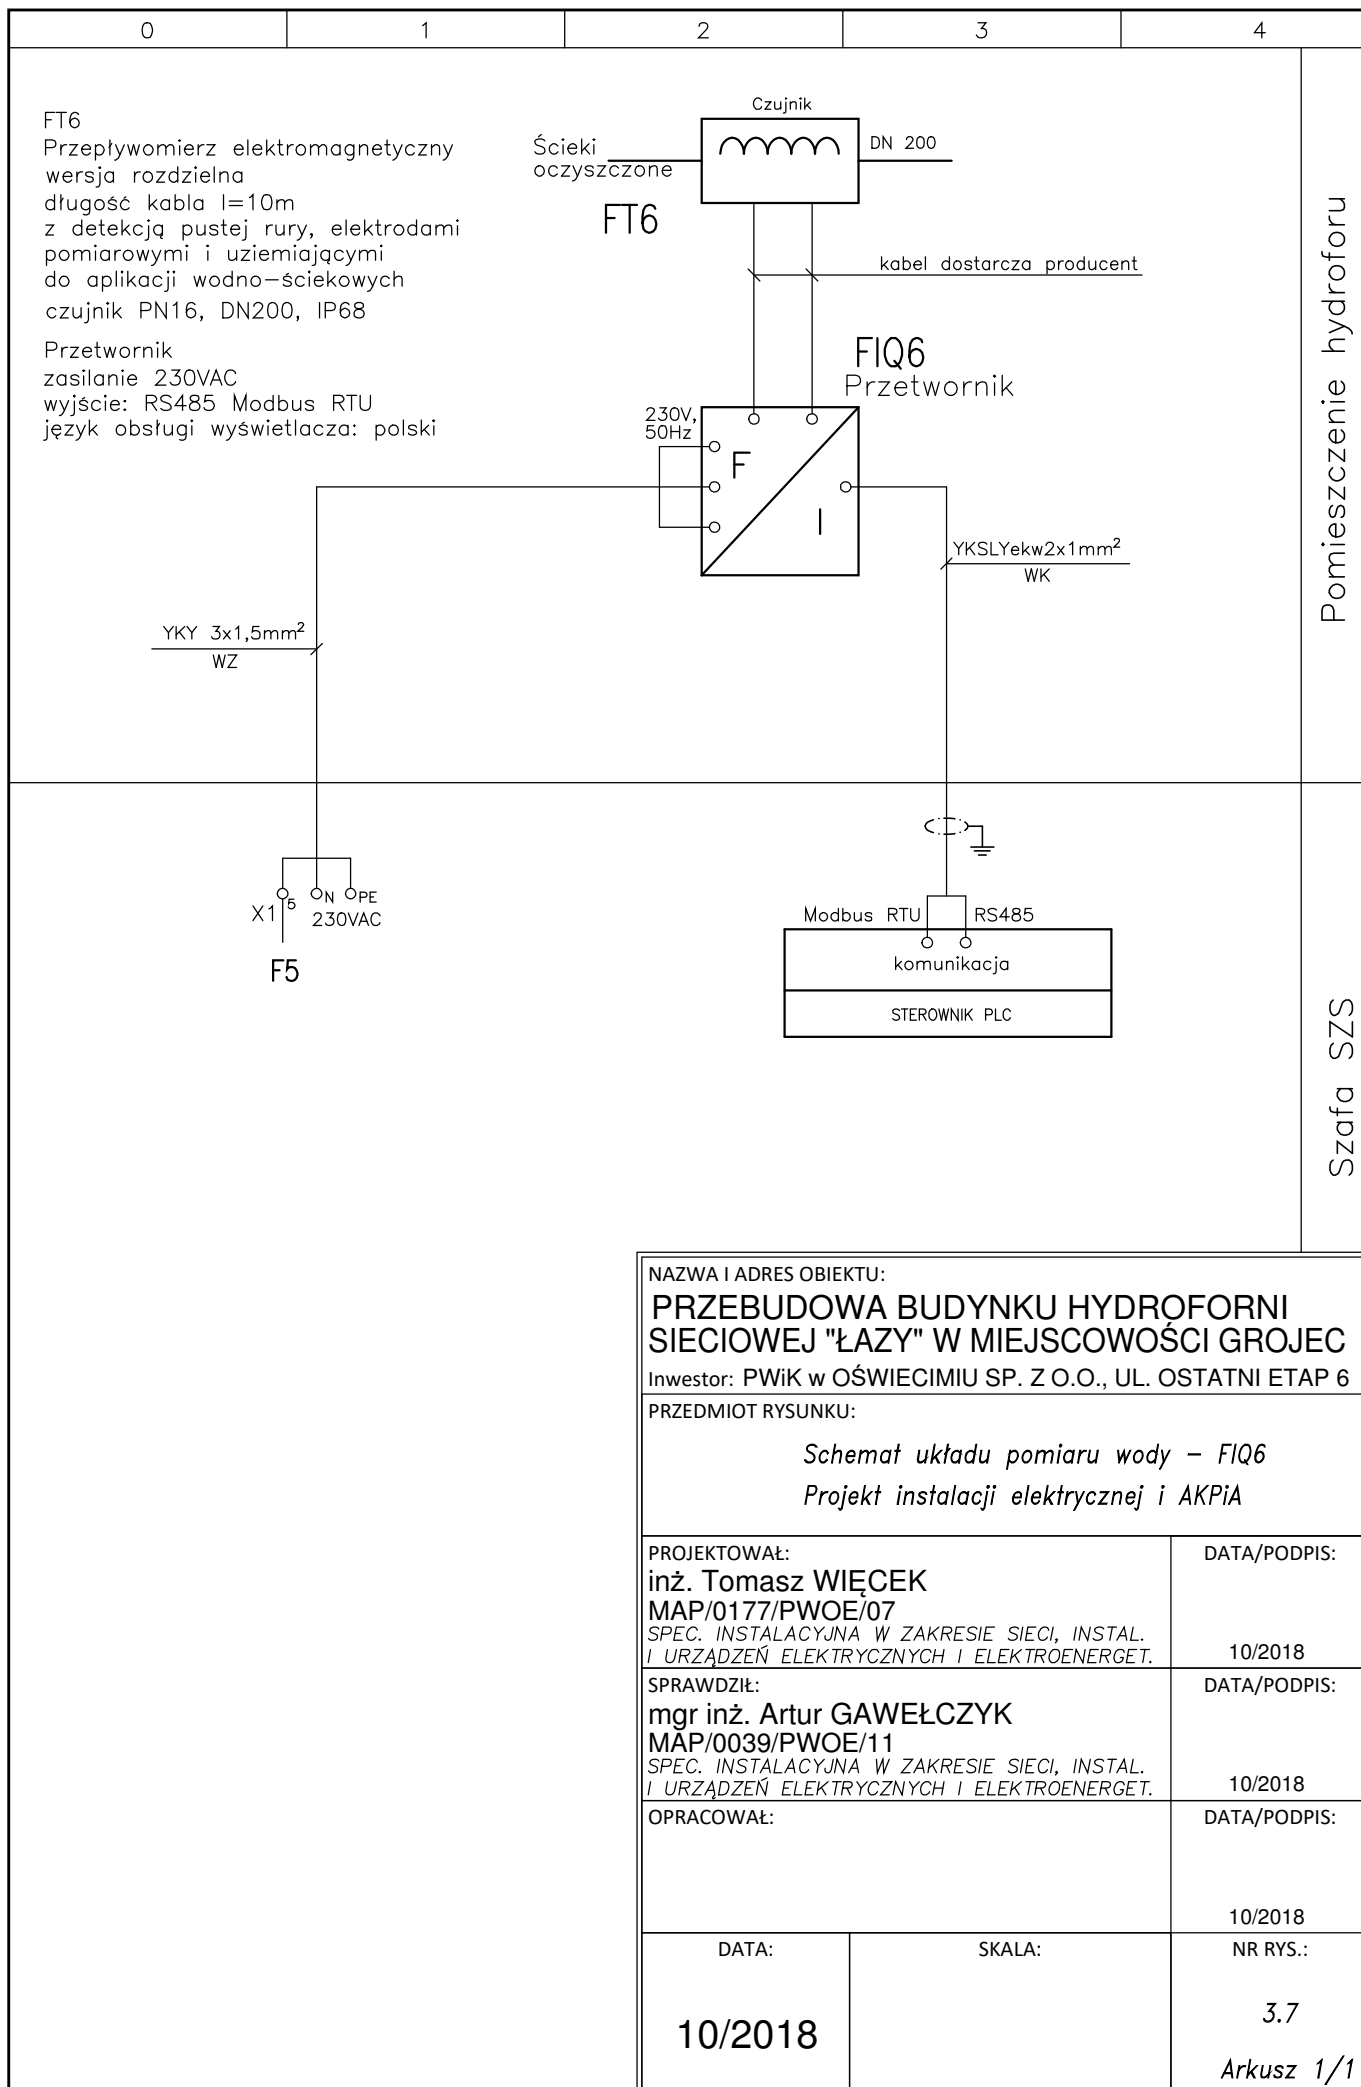 0 1 2 3 4
FT6
Przepływomierz elektromagnetyczny
wersja rozdzielna
długość kabla l=10m
z detekcją pustej rury, elektrodami
pomiarowymi i uziemiającymi
do aplikacji wodno-ściekowych
czujnik PN16, DN200, IP68
Przetwornik
zasilanie 230VAC
wyjście: RS485 Modbus RTU
język obsługi wyświetlacza: polski
Czujnik
Ścieki
oczyszczone
DN 200
FT6
kabel dostarcza producent
FIQ6
Przetwornik
230V,
50Hz
F
I
YKSLYekw2x1mm²
WK
YKY 3x1,5mm²
WZ
Pomieszczenie hydroforu
X1 5 N PE
230VAC
F5
Modbus RTU RS485
komunikacja
STEROWNIK PLC
Szafa SZS
NAZWA I ADRES OBIEKTU:
PRZEBUDOWA BUDYNKU HYDROFORNI
SIECIOWEJ "ŁAZY" W MIEJSCOWOŚCI GROJEC
Inwestor: PWiK w OŚWIECIMIU SP. Z O.O., UL. OSTATNI ETAP 6
PRZEDMIOT RYSUNKU:
Schemat układu pomiaru wody – FIQ6
Projekt instalacji elektrycznej i AKPiA
PROJEKTOWAŁ: DATA/PODPIS:
inż. Tomasz WIĘCEK
MAP/0177/PWOE/07
SPEC. INSTALACYJNA W ZAKRESIE SIECI, INSTAL.
I URZĄDZEŃ ELEKTRYCZNYCH I ELEKTROENERGET. 10/2018
SPRAWDZIŁ: DATA/PODPIS:
mgr inż. Artur GAWEŁCZYK
MAP/0039/PWOE/11
SPEC. INSTALACYJNA W ZAKRESIE SIECI, INSTAL.
I URZĄDZEŃ ELEKTRYCZNYCH I ELEKTROENERGET. 10/2018
OPRACOWAŁ: DATA/PODPIS:
10/2018
DATA: SKALA: NR RYS.:
10/2018 3.7
Arkusz 1/1